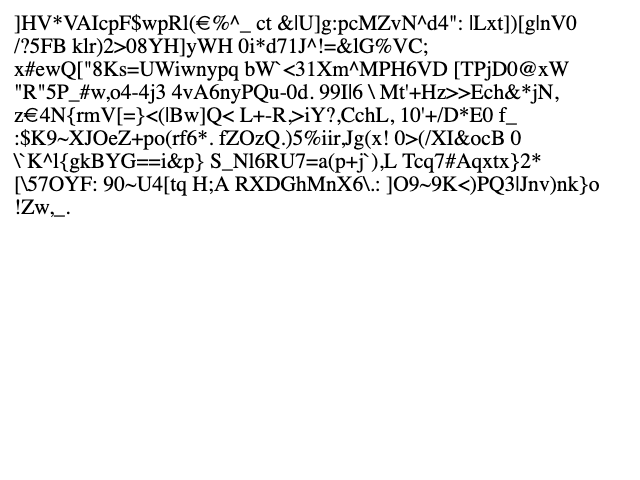 ]HV*VAIcpF$wpRl(€%^_ ct &|U]g:pcMZvN^d4": |Lxt])[g|nV0
/?5FB klr)2>08YH]yWH 0i*d71J^!=&lG%VC;
x#ewQ["8Ks=UWiwnypq bW`<31Xm^MPH6VD [TPjD0@xW
"R"5P_#w,o4-4j3 4vA6nyPQu-0d. 99Il6 \ Mt'+Hz>>Ech&*jN,
z€4N{rmV[=}<(|Bw]Q< L+-R,>iY?,CchL, 10'+/D*E0 f_
:$K9~XJOeZ+po(rf6*. fZOzQ.)5%iir,Jg(x! 0>(/XI&ocB 0
\`K^l{gkBYG==i&p} S_Nl6RU7=a(p+j`),L Tcq7#Aqxtx}2*
[\57OYF: 90~U4[tq H;A RXDGhMnX6\.: ]O9~9K<)PQ3|Jnv)nk}o
!Zw,_.